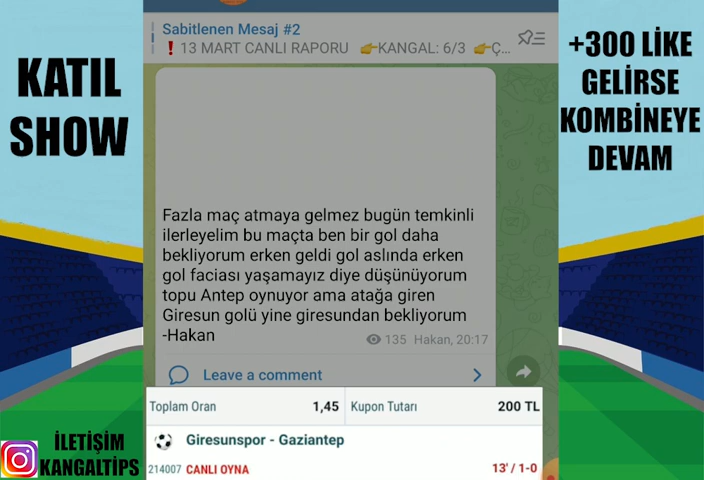 KATIL
SHOW
+300 LİKE
GELİRSE
KOMBİNEYE
DEVAM
Sabitlenen Mesaj #2
❗ 13 MART CANLI RAPORU 👉KANGAL: 6/3 👉Ç...
Fazla maç atmaya gelmez bugün temkinli
ilerleyelim bu maçta ben bir gol daha
bekliyorum erken geldi gol aslında erken
gol faciası yaşamayız diye düşünüyorum
topu Antep oynuyor ama atağa giren
Giresun golü yine giresundan bekliyorum
-Hakan
135 Hakan, 20:17
Leave a comment
Toplam Oran 1,45 Kupon Tutarı 200 TL
Giresunspor - Gaziantep
214007 CANLI OYNA 13' / 1-0
İLETİŞİM
KANGALTİPS